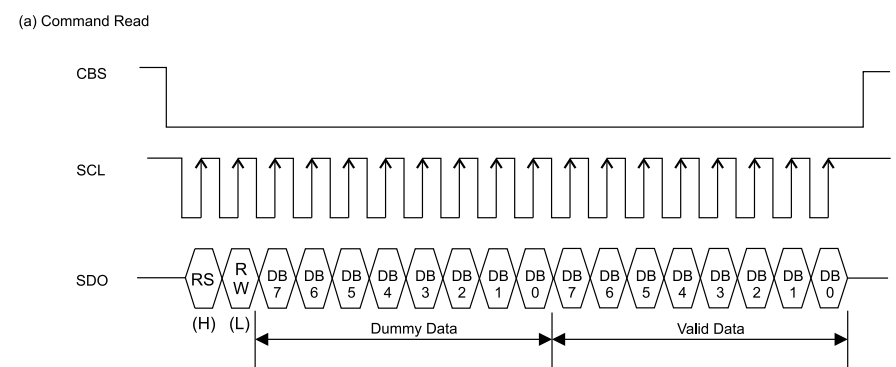 (a) Command Read
CBS
SCL
SDO
RS
R
W
DB
7
DB
6
DB
5
DB
4
DB
3
DB
2
DB
1
DB
0
DB
7
DB
6
DB
5
DB
4
DB
3
DB
2
DB
1
DB
0
(H)
(L)
Dummy Data
Valid Data